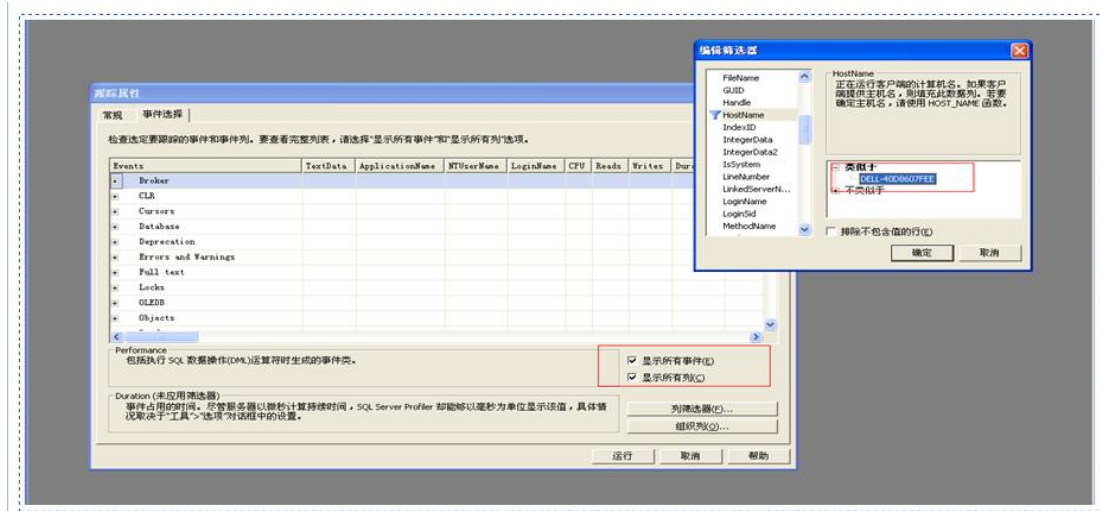 编辑筛选器
FileName
GUID
Handle
HostName
IndexID
IntegerData
IntegerData2
IsSystem
LineNumber
LinkedServerN...
LoginName
LoginSid
MethodName
HostName
正在运行客户端的计算机名。如果客户
端提供主机名，则填充此数据列。若要
确定主机名，请使用 HOST_NAME 函数。
类似于
DELL-40D8607FEE
不类似于
排除不包含值的行(E)
确定 取消
跟踪属性
常规 事件选择
检查选定要跟踪的事件和事件列。要查看完整列表，请选择"显示所有事件"和"显示所有列"选项。
Events TextData ApplicationName NTUserName LoginName CPU Reads Writes
Broker
CLR
Cursors
Database
Deprecation
Errors and Warnings
Full text
Locks
OLEDB
Objects
Performance
包括执行 SQL 数据操作(DML)运算符时生成的事件类。
显示所有事件(E)
显示所有列(C)
Duration (未应用筛选器)
事件占用的时间。尽管服务器以微秒计算持续时间，SQL Server Profiler 却能够以毫秒为单位显示该值，具体情
况取决于"工具">"选项"对话框中的设置。
列筛选器(F)...
组织列(O)...
运行 取消 帮助